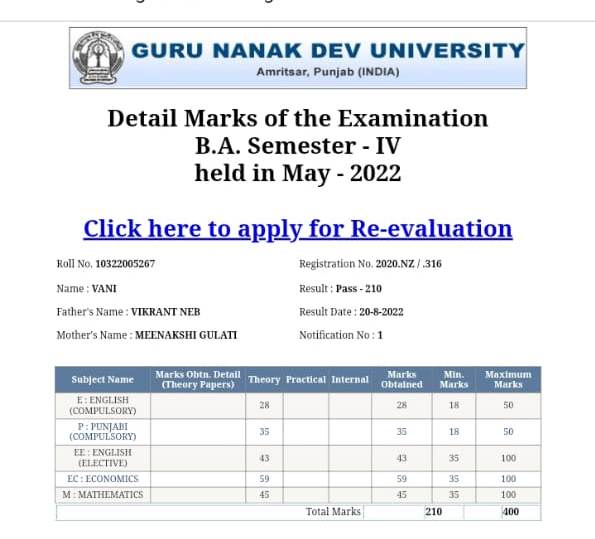 GURU NANAK DEV UNIVERSITY
Amritsar, Punjab (INDIA)
Detail Marks of the Examination
B.A. Semester - IV
held in May - 2022
Click here to apply for Re-evaluation
Roll No. 10322005267 Registration No. 2020.NZ / .316
Name : VANI Result : Pass - 210
Father's Name : VIKRANT NEB Result Date : 20-8-2022
Mother's Name : MEENAKSHI GULATI Notification No : 1
Subject Name Marks Obtn. Detail (Theory Papers) Theory Practical Internal Marks Obtained Min. Marks Maximum Marks
E : ENGLISH (COMPULSORY) 28 28 18 50
P : PUNJABI (COMPULSORY) 35 35 18 50
EE : ENGLISH (ELECTIVE) 43 43 35 100
EC : ECONOMICS 59 59 35 100
M : MATHEMATICS 45 45 35 100
Total Marks 210 400